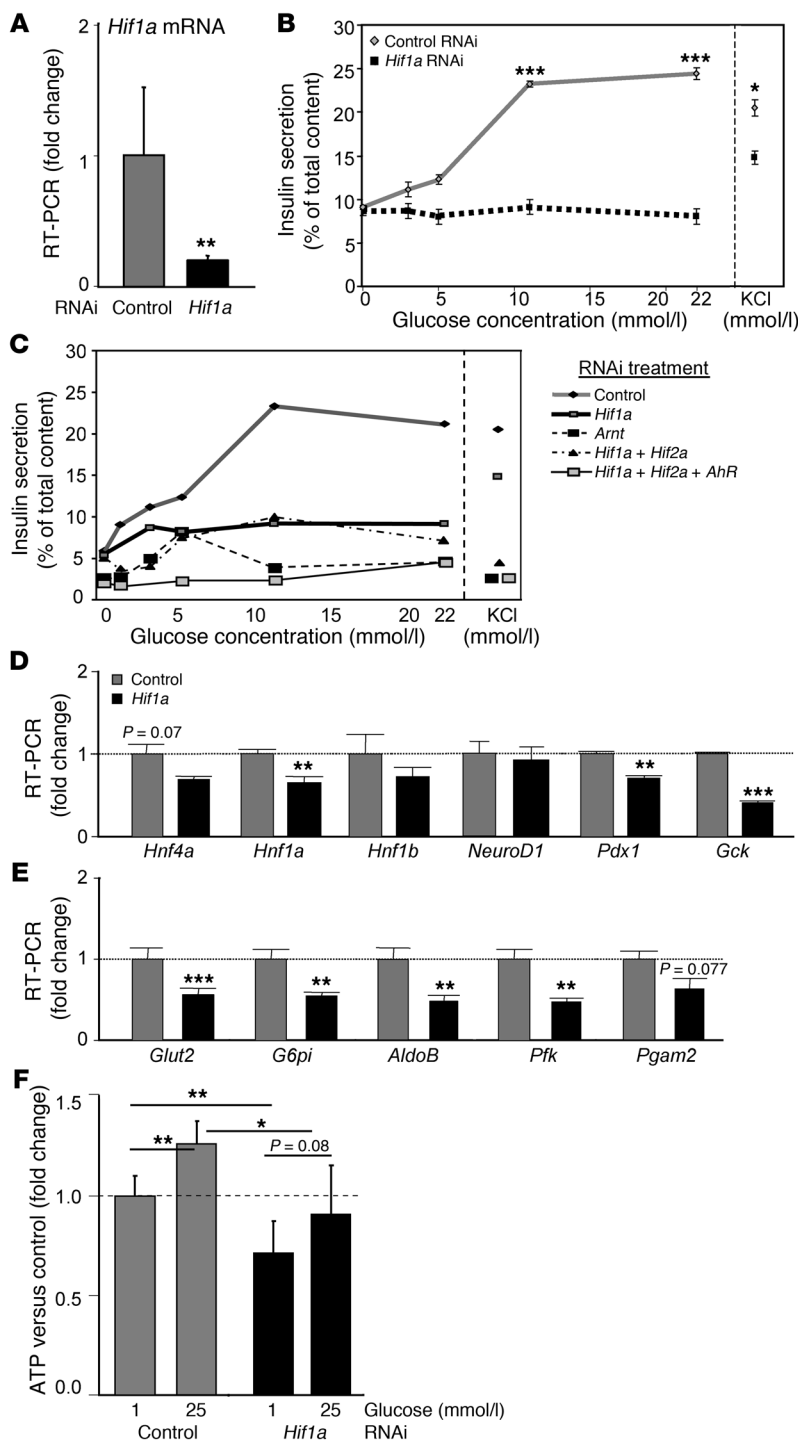 A
Hif1a mRNA
RT-PCR (fold change)
2
1
0
**
RNAi Control Hif1a
B
Insulin secretion
(% of total content)
30
25
20
15
10
5
0
Control RNAi
Hif1a RNAi
***
***
*
0 5 10 15 20 22 KCl
Glucose concentration (mmol/l) (mmol/l)
C
Insulin secretion
(% of total content)
30
25
20
15
10
5
0
0 5 10 15 20 22 KCl
Glucose concentration (mmol/l) (mmol/l)
RNAi treatment
Control
Hif1a
Arnt
Hif1a + Hif2a
Hif1a + Hif2a + AhR
D
RT-PCR
(fold change)
2
1
0
Control
Hif1a
P = 0.07
**
**
***
Hnf4a Hnf1a Hnf1b NeuroD1 Pdx1 Gck
E
RT-PCR
(fold change)
2
1
0
***
**
**
**
P = 0.077
Glut2 G6pi AldoB Pfk Pgam2
F
ATP versus control (fold change)
1.5
1.0
0.5
0.0
**
**
*
P = 0.08
1 25 1 25 Glucose (mmol/l)
Control Hif1a RNAi